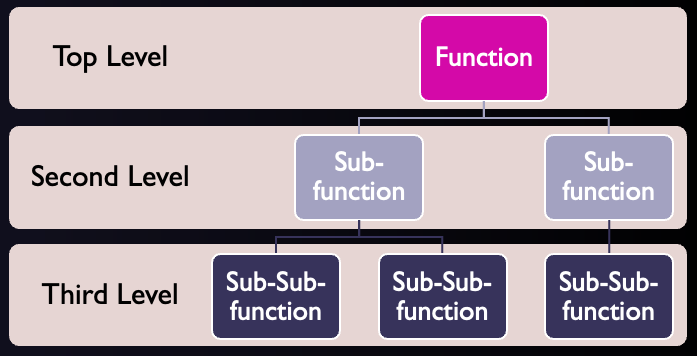 Top Level
Function
Second Level
Sub-
function
Sub-
function
Third Level
Sub-Sub-
function
Sub-Sub-
function
Sub-Sub-
function